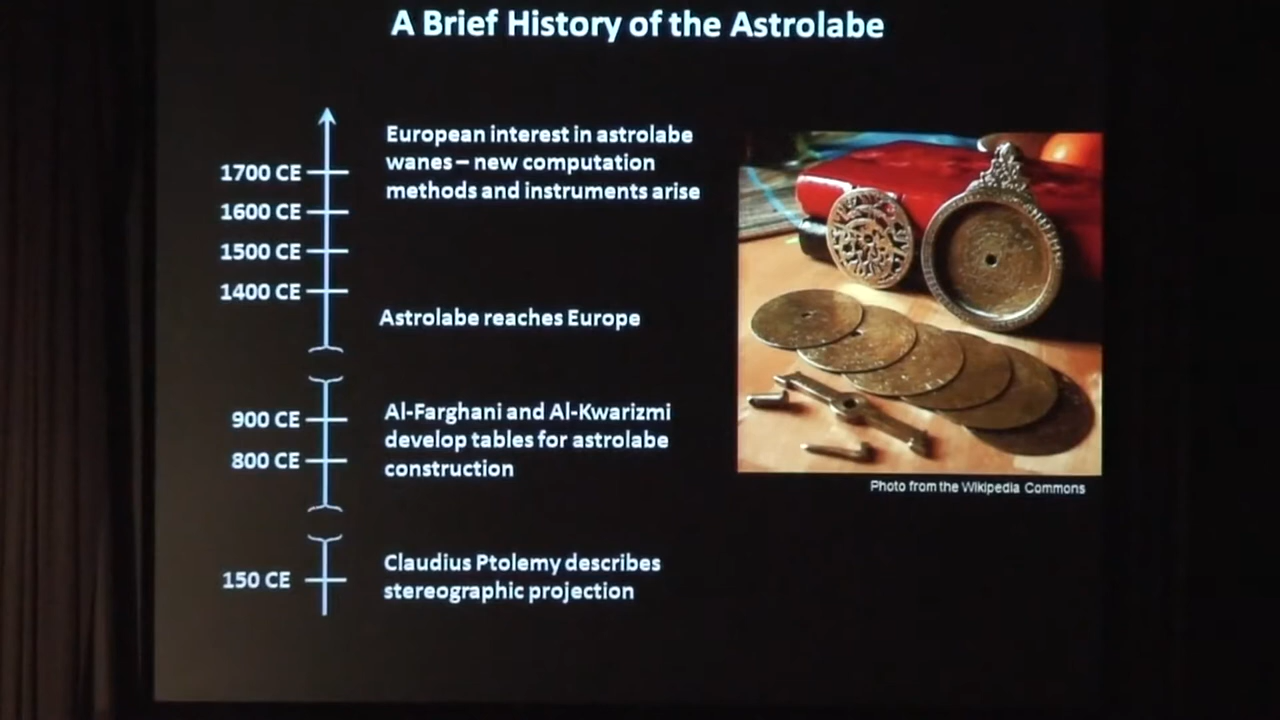 A Brief History of the Astrolabe
European interest in astrolabe
wanes – new computation
methods and instruments arise
1700 CE
1600 CE
1500 CE
1400 CE
Astrolabe reaches Europe
900 CE
800 CE
Al-Farghani and Al-Kwarizmi
develop tables for astrolabe
construction
150 CE
Claudius Ptolemy describes
stereographic projection
Photo from the Wikipedia Commons